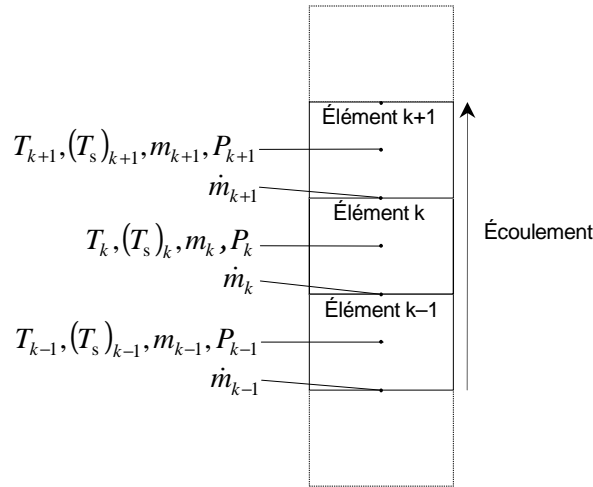 Élément k+1
T_{k+1}, (T_s)_{k+1}, m_{k+1}, P_{k+1}
ṁ_{k+1}
Élément k
Écoulement
T_k, (T_s)_k, m_k, P_k
ṁ_k
Élément k–1
T_{k–1}, (T_s)_{k–1}, m_{k–1}, P_{k–1}
ṁ_{k–1}